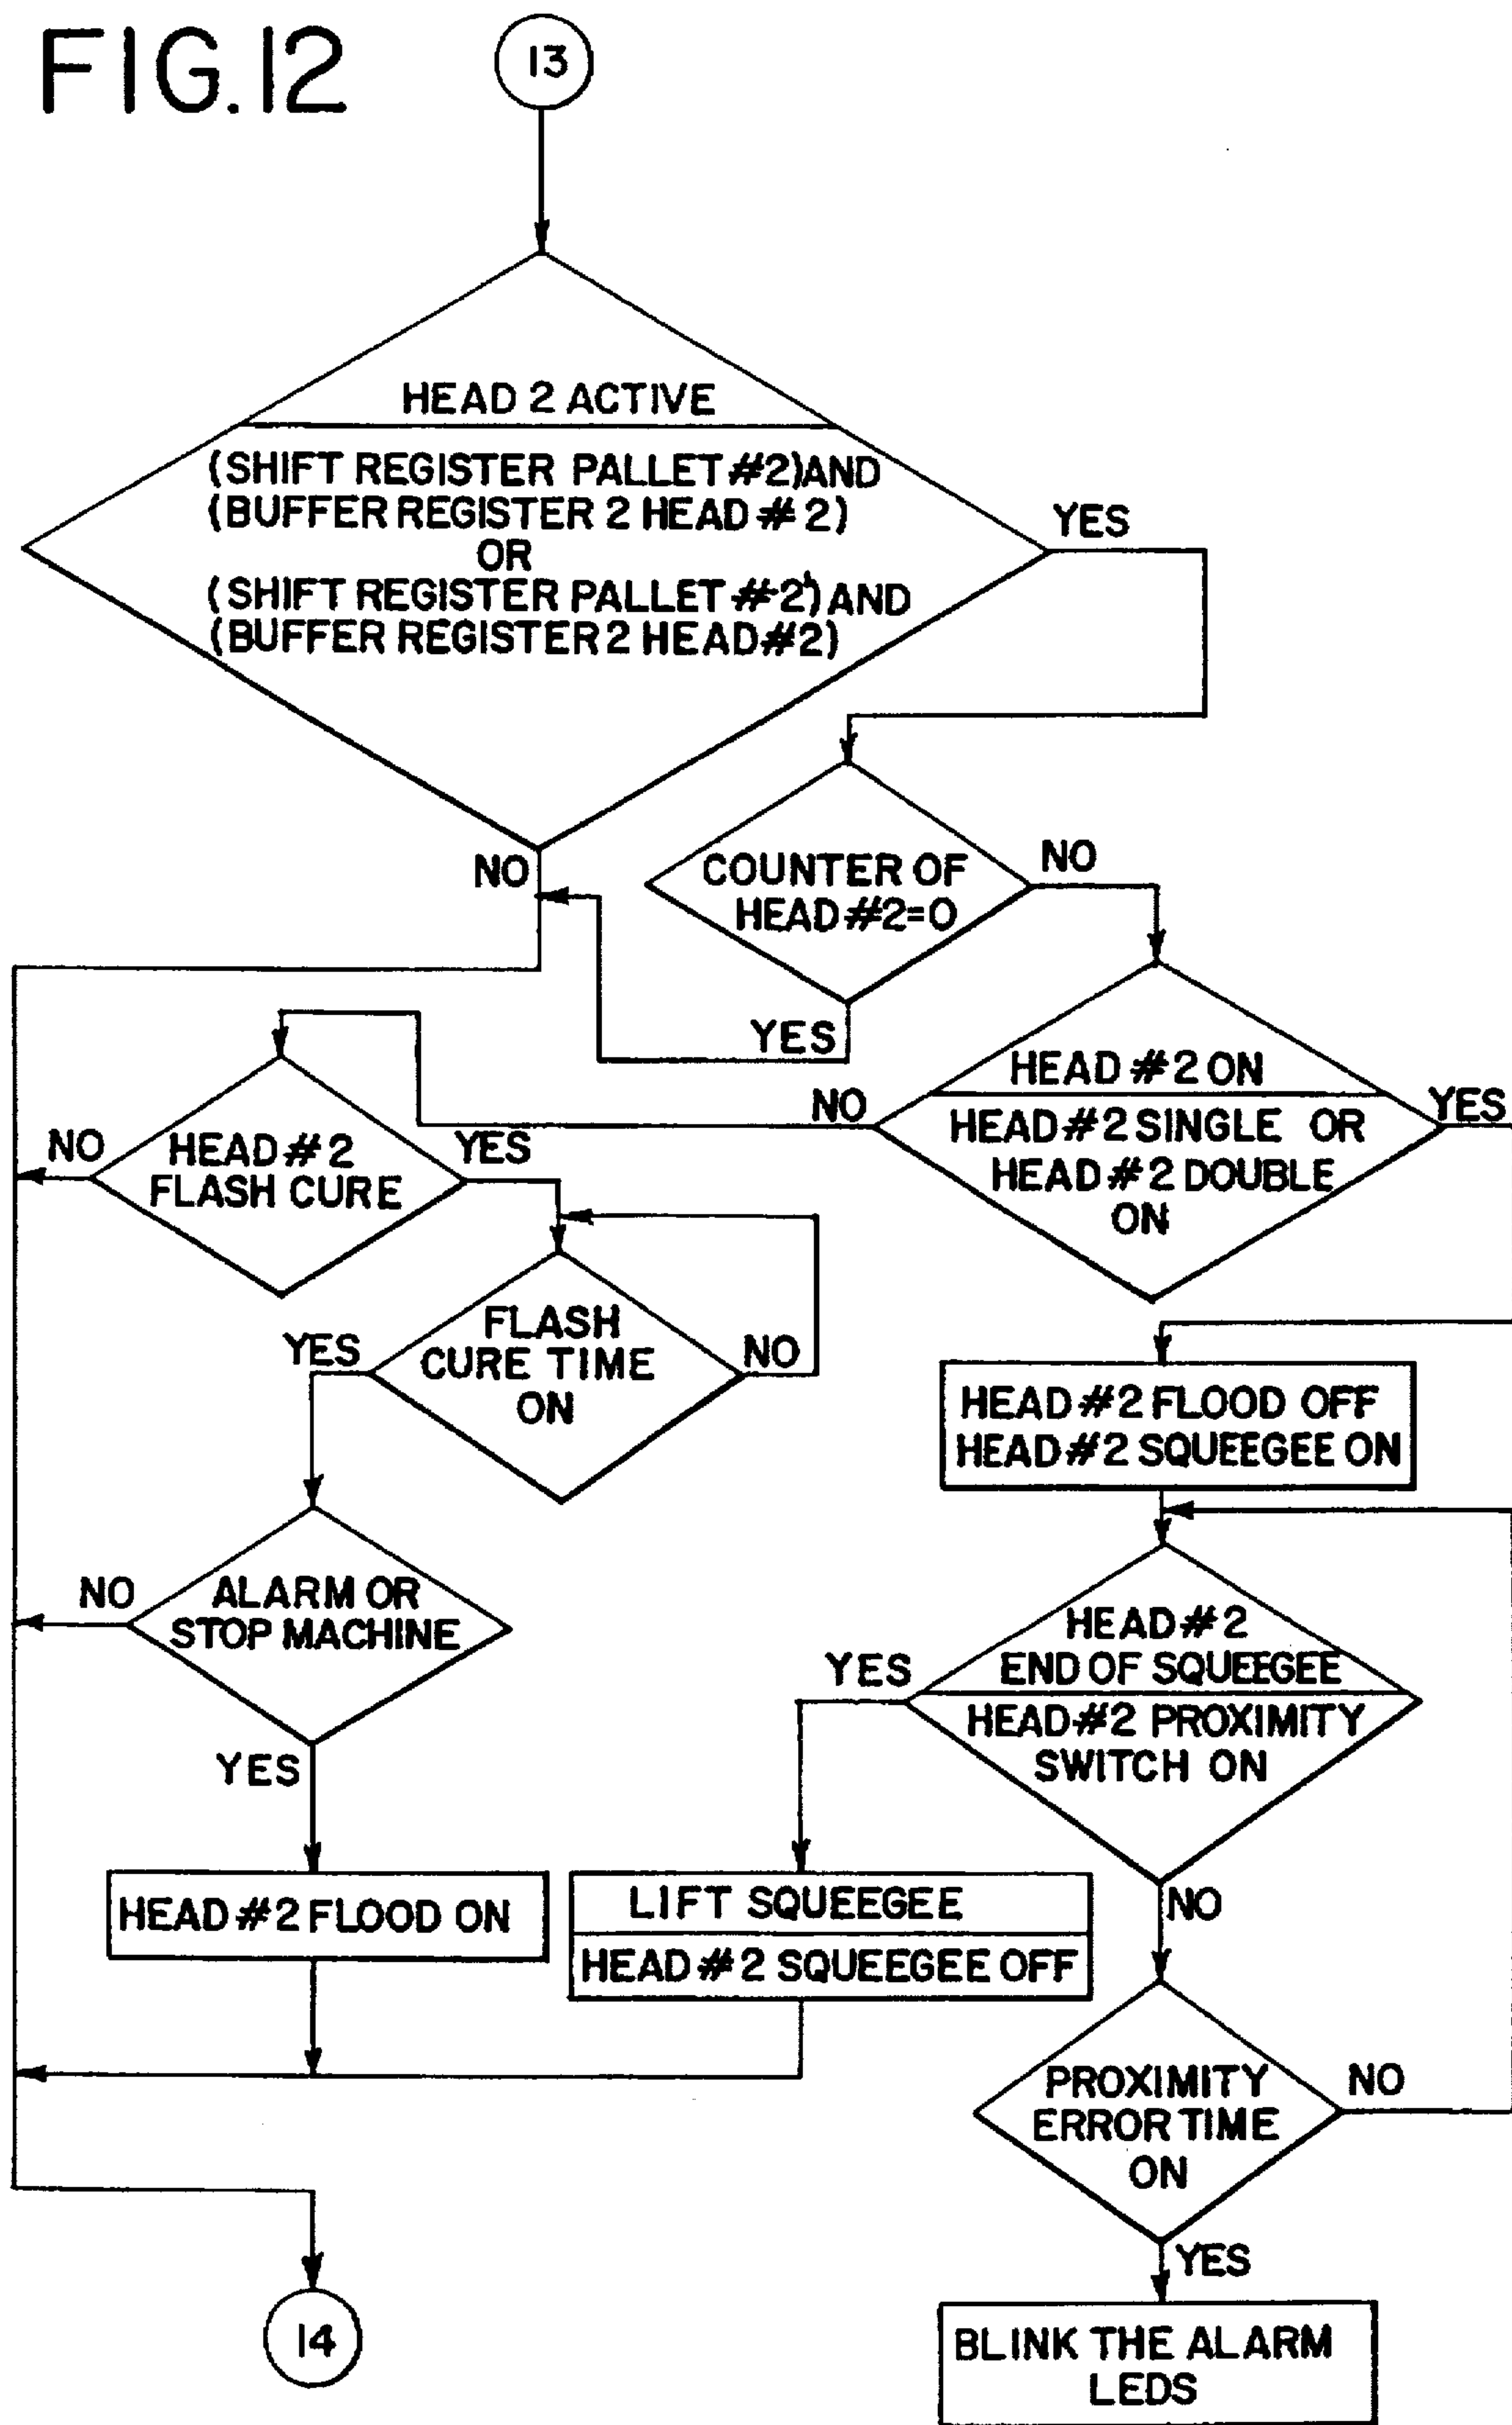 FIG.12
13
HEAD 2 ACTIVE
(SHIFT REGISTER PALLET #2)AND
(BUFFER REGISTER 2 HEAD #2)
OR
(SHIFT REGISTER PALLET #2')AND
(BUFFER REGISTER 2 HEAD#2)
YES
NO
COUNTER OF
HEAD #2=0
NO
YES
HEAD #2 ON
HEAD #2 SINGLE OR
HEAD #2 DOUBLE
ON
NO
YES
HEAD #2
FLASH CURE
NO
YES
FLASH
CURE TIME
ON
YES
NO
HEAD #2 FLOOD OFF
HEAD #2 SQUEEGEE ON
ALARM OR
STOP MACHINE
NO
YES
HEAD #2
END OF SQUEEGEE
HEAD #2 PROXIMITY
SWITCH ON
YES
NO
HEAD #2 FLOOD ON
LIFT SQUEEGEE
HEAD #2 SQUEEGEE OFF
PROXIMITY
ERROR TIME
ON
NO
YES
14
BLINK THE ALARM
LEDS